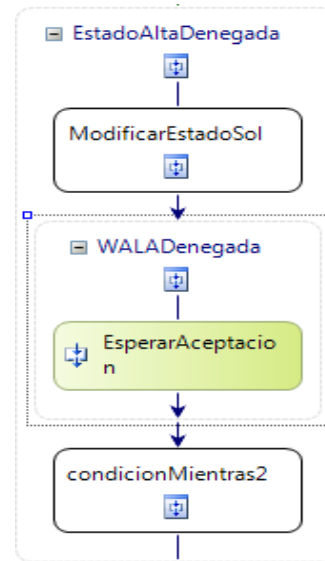 EstadoAltaDenegada
ModificarEstadoSol
WALADenegada
EsperarAceptacio
n
condicionMientras2